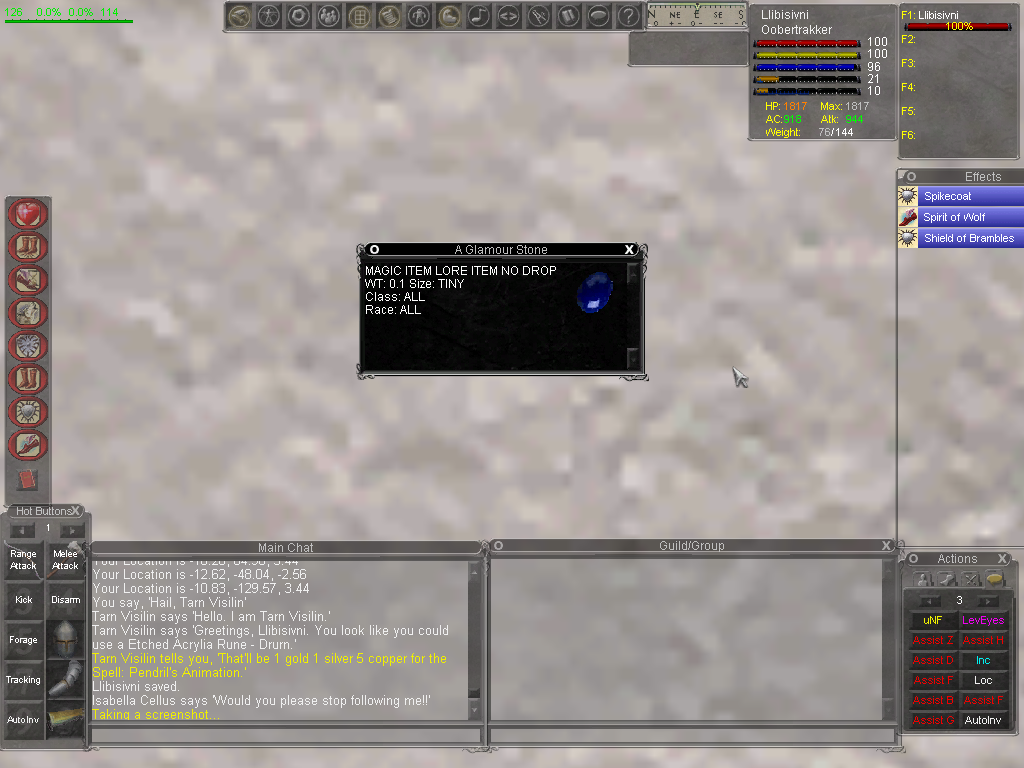 126 0.0% 0.0% 114
N NE E SE S
Llibisivni
Oobertrakker
100
100
96
21
10
HP: 1817 Max: 1817
AC:918 Atk: 944
Weight: 76/144
F1: Llibisivni
100%
F2:
F3:
F4:
F5:
F6:
Effects
Spikecoat
Spirit of Wolf
Shield of Brambles
A Glamour Stone
MAGIC ITEM LORE ITEM NO DROP
WT: 0.1 Size: TINY
Class: ALL
Race: ALL
Hot Buttons
1
Range Attack
Melee Attack
Kick
Disarm
Forage
Tracking
AutoInv
Main Chat
Your Location is
Your Location is -12.62, -48.04, -2.56
Your Location is -10.83, -129.57, 3.44
You say, 'Hail, Tarn Visilin'
Tarn Visilin says 'Hello. I am Tarn Visilin.'
Tarn Visilin says 'Greetings, Llibisivni. You look like you could
use a Etched Acrylia Rune - Drum.'
Tarn Visilin tells you, 'That'll be 1 gold 1 silver 5 copper for the
Spell: Pendril's Animation.'
Llibisivni saved.
Isabella Cellus says 'Would you please stop following me!!'
Taking a screenshot...
Guild/Group
Actions
3
uNF LevEyes
Assist Z Assist H
Assist D Inc
Assist F Loc
Assist B Assist F
Assist G AutoInv